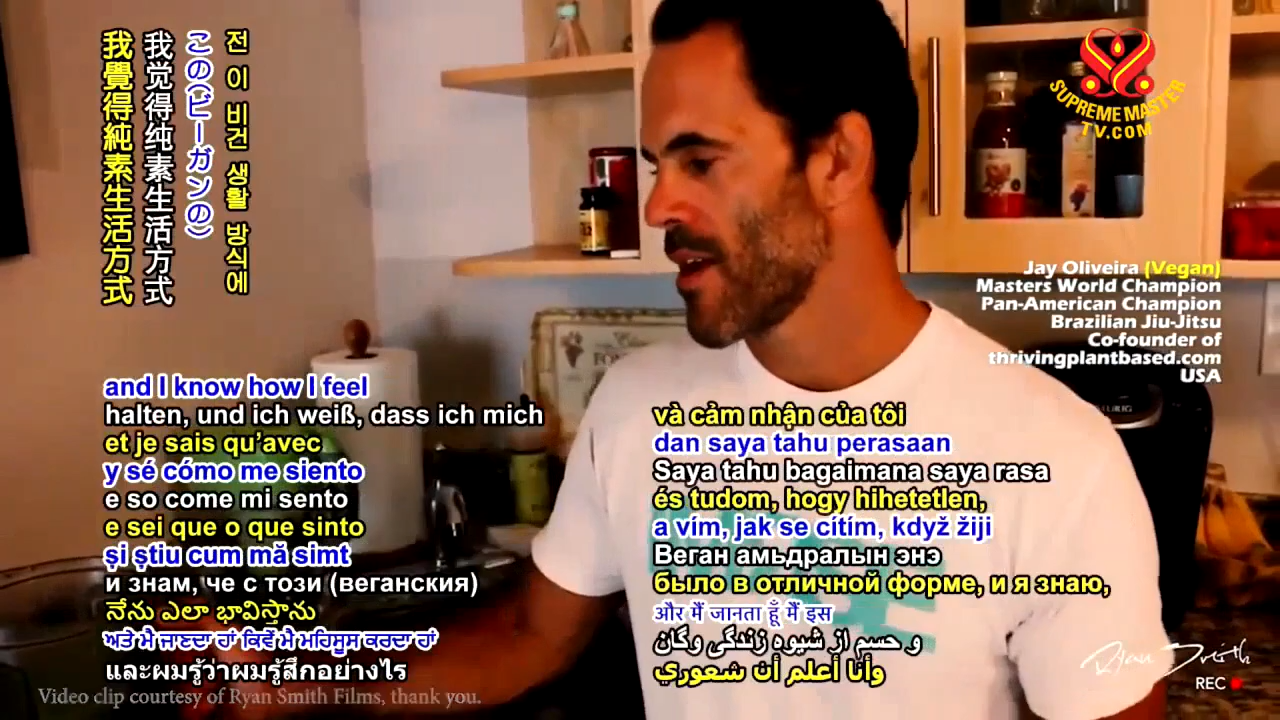 我覺得純素生活方式
我觉得纯素生活方式
この(ビーガンの)
전 이 비건 생활 방식에
SUPREME MASTER
TV.COM
Jay Oliveira (Vegan)
Masters World Champion
Pan-American Champion
Brazilian Jiu-Jitsu
Co-founder of
thrivingplantbased.com
USA
and I know how I feel
halten, und ich weiß, dass ich mich
et je sais qu’avec
y sé cómo me siento
e so come mi sento
e sei que o que sinto
și știu cum mă simt
и знам, че с този (веганския)
నేను ఎలా భావిస్తాను
ਅਤੇ ਮੈ ਜਾਣਦਾ ਹਾਂ ਕਿਵੇਂ ਮੈ ਮਹਿਸੂਸ ਕਰਦਾ ਹਾਂ
และผมรู้ว่าผมรู้สึกอย่างไร
và cảm nhận của tôi
dan saya tahu perasaan
Saya tahu bagaimana saya rasa
és tudom, hogy hihetetlen,
a vím, jak se cítím, když žiji
Веган амьдралын энэ
было в отличной форме, и я знаю,
और मैं जानता हूँ मैं इस
و حسم از شیوه زندگی وگان
وأنا أعلم أن شعوري
Video clip courtesy of Ryan Smith Films, thank you.
Ryan Smith
REC